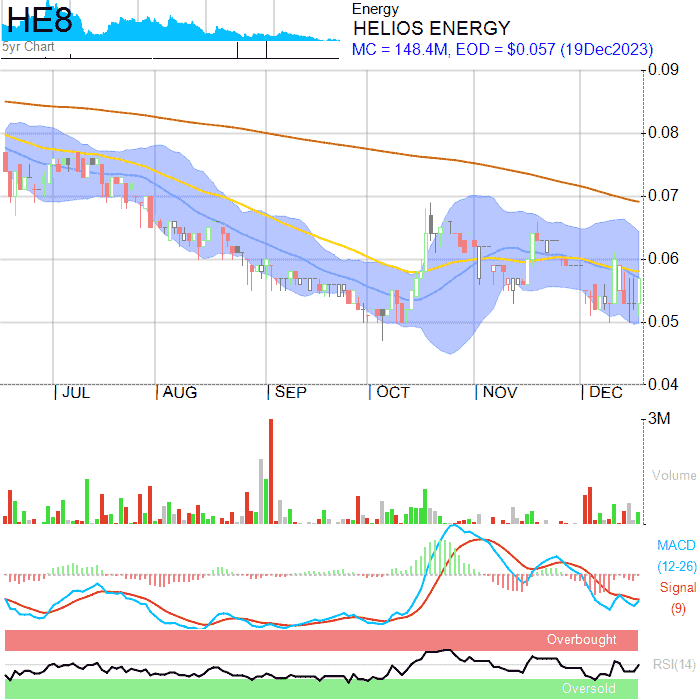 HE8
5yr Chart
Energy
HELIOS ENERGY
MC = 148.4M, EOD = $0.057 (19Dec2023)
0.09
0.08
0.07
0.06
0.05
0.04
JUL AUG SEP OCT NOV DEC
3M
Volume
MACD
(12-26)
Signal
(9)
Overbought
RSI(14)
Oversold